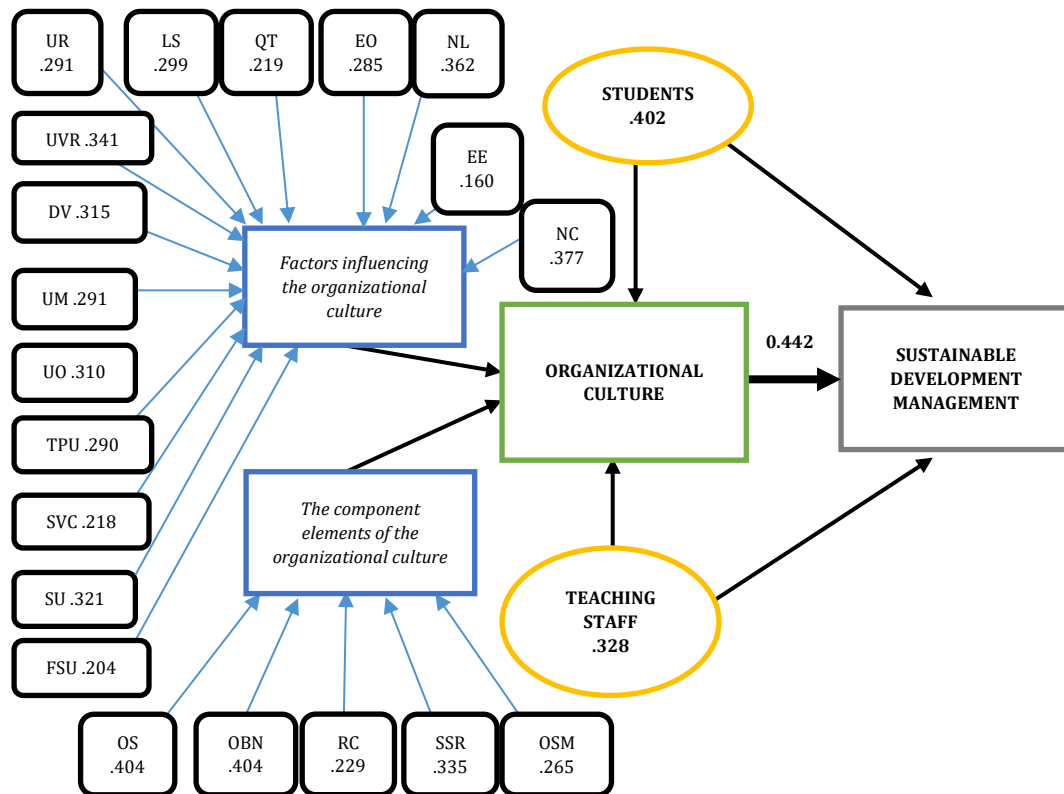 UR
.291
LS
.299
QT
.219
EO
.285
NL
.362
STUDENTS
.402
UVR .341
EE
.160
DV .315
NC
.377
Factors influencing
the organizational
culture
UM .291
UO .310
ORGANIZATIONAL
CULTURE
0.442
SUSTAINABLE
DEVELOPMENT
MANAGEMENT
TPU .290
SVC .218
The component
elements of the
organizational culture
SU .321
TEACHING
STAFF
.328
FSU .204
OS
.404
OBN
.404
RC
.229
SSR
.335
OSM
.265